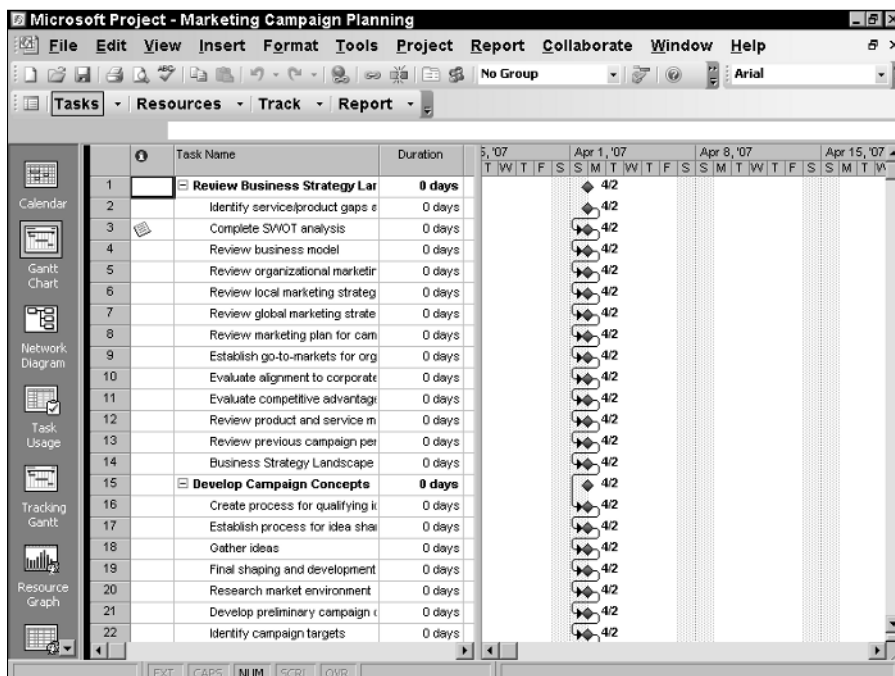 Microsoft Project - Marketing Campaign Planning
File Edit View Insert Format Tools Project Report Collaborate Window Help
No Group Arial
Tasks Resources Track Report
Task Name Duration 5, '07 Apr 1, '07 Apr 8, '07 Apr 15, '07
T W T F S S M T W T F S S M T W T F S S M T W
1 Review Business Strategy Lar 0 days 4/2
2 Identify service/product gaps a 0 days 4/2
3 Complete SWOT analysis 0 days 4/2
4 Review business model 0 days 4/2
5 Review organizational marketin 0 days 4/2
6 Review local marketing strateg 0 days 4/2
7 Review global marketing strate 0 days 4/2
8 Review marketing plan for cam 0 days 4/2
9 Establish go-to-markets for org 0 days 4/2
10 Evaluate alignment to corporate 0 days 4/2
11 Evaluate competitive advantage 0 days 4/2
12 Review product and service m 0 days 4/2
13 Review previous campaign per 0 days 4/2
14 Business Strategy Landscape 0 days 4/2
15 Develop Campaign Concepts 0 days 4/2
16 Create process for qualifying id 0 days 4/2
17 Establish process for idea shar 0 days 4/2
18 Gather ideas 0 days 4/2
19 Final shaping and development 0 days 4/2
20 Research market environment 0 days 4/2
21 Develop preliminary campaign c 0 days 4/2
22 Identify campaign targets 0 days 4/2
Calendar
Gantt
Chart
Network
Diagram
Task
Usage
Tracking
Gantt
Resource
Graph
EXT CAPS NUM SCRL OVR